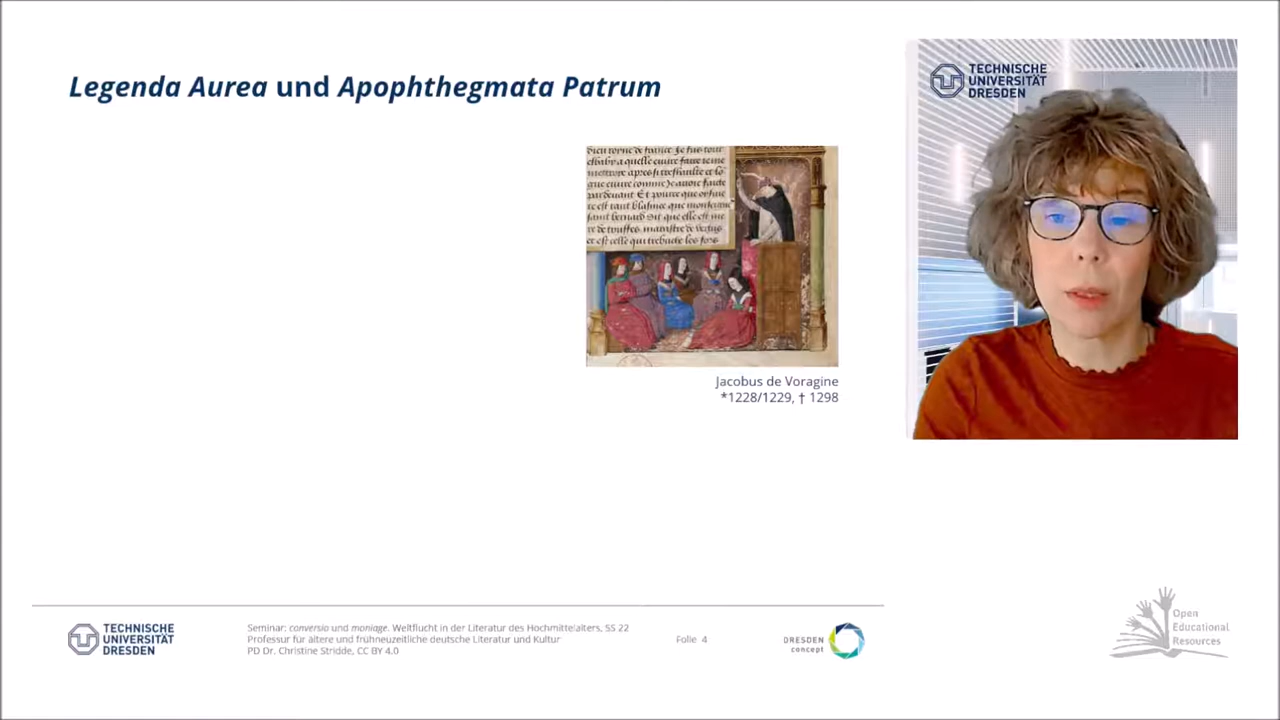 Legenda Aurea und Apophthegmata Patrum
TECHNISCHE
UNIVERSITÄT
DRESDEN
Jacobus de Voragine
*1228/1229, † 1298
TECHNISCHE
UNIVERSITÄT
DRESDEN
Seminar: conversio und moniage. Weltflucht in der Literatur des Hochmittelalters, SS 22
Professur für ältere und frühneuzeitliche deutsche Literatur und Kultur
PD Dr. Christine Stridde, CC BY 4.0
Folie 4
DRESDEN
concept
Open
Educational
Resources